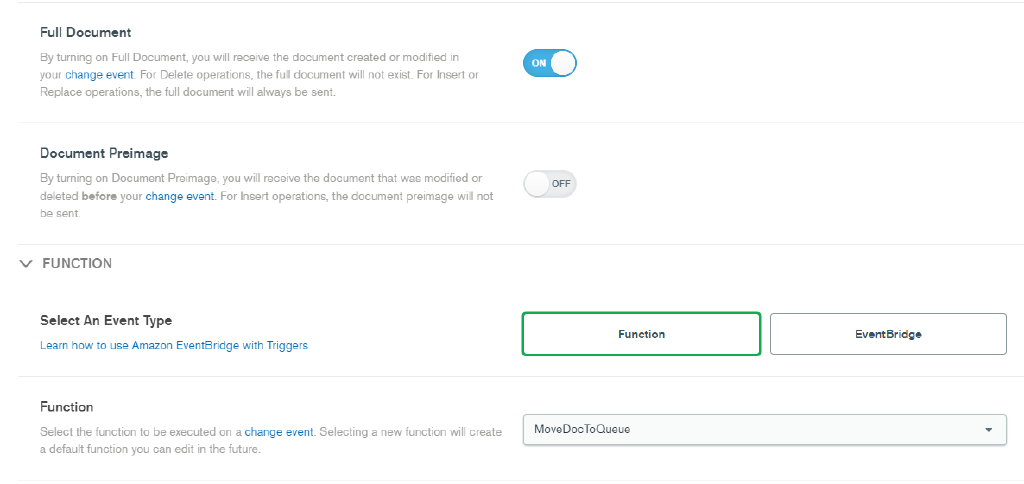 Full Document
By turning on Full Document, you will receive the document created or modified in
your change event. For Delete operations, the full document will not exist. For Insert or
Replace operations, the full document will always be sent.
ON
Document Preimage
By turning on Document Preimage, you will receive the document that was modified or
deleted before your change event. For Insert operations, the document preimage will not
be sent.
OFF
FUNCTION
Select An Event Type
Learn how to use Amazon EventBridge with Triggers
Function
EventBridge
Function
Select the function to be executed on a change event. Selecting a new function will create
a default function you can edit in the future.
MoveDocToQueue